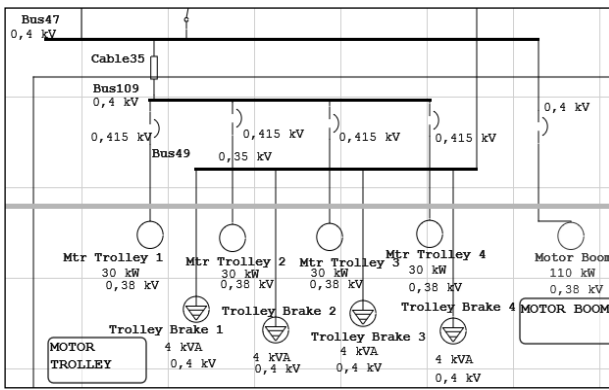 Bus47
0,4 kV
Cable35
Bus109
0,4 kV
0,4 kV
0,415 kV
0,415 kV
0,415 kV
0,415 kV
Bus49
0,35 kV
Mtr Trolley 1
30 kW
0,38 kV
Mtr Trolley 2
30 kW
0,38 kV
Mtr Trolley 3
30 kW
0,38 kV
Mtr Trolley 4
30 kW
0,38 kV
Motor Boom
110 kW
0,38 kV
Trolley Brake 1
4 kVA
0,4 kV
Trolley Brake 2
4 kVA
0,4 kV
Trolley Brake 3
4 kVA
0,4 kV
Trolley Brake 4
4 kVA
0,4 kV
MOTOR BOOM
MOTOR
TROLLEY